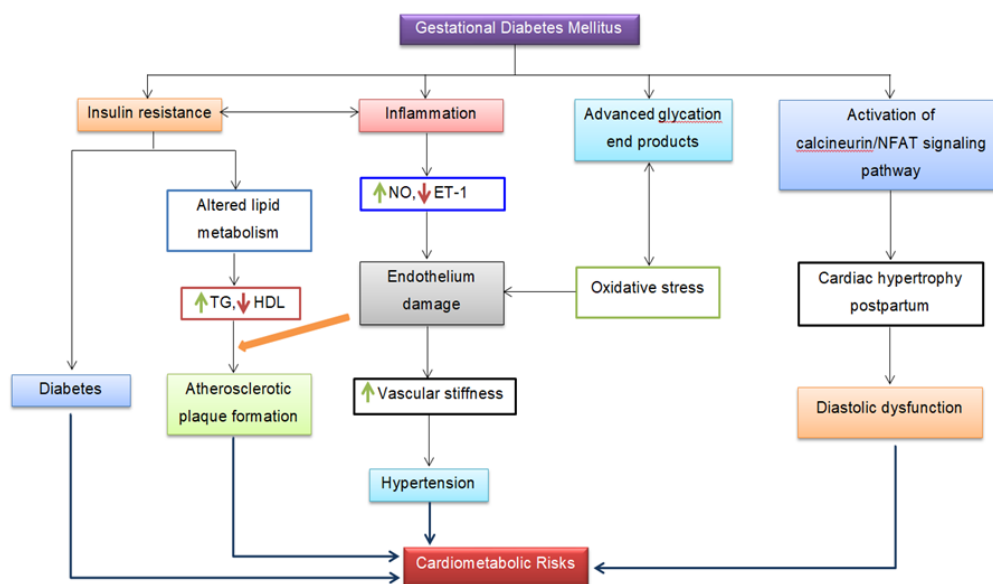 Gestational Diabetes Mellitus
Insulin resistance
Inflammation
Advanced glycation
end products
Activation of
calcineurin/NFAT signaling
pathway
Altered lipid
metabolism
↑NO,↓ET-1
Endothelium
damage
Oxidative stress
Cardiac hypertrophy
postpartum
↑TG,↓HDL
Diabetes
Atherosclerotic
plaque formation
↑Vascular stiffness
Diastolic dysfunction
Hypertension
Cardiometabolic Risks